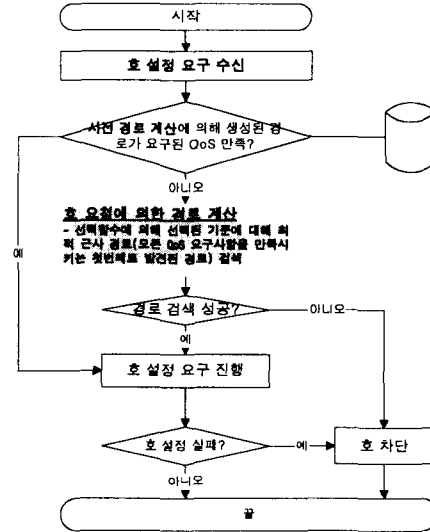 시작
호 설정 요구 수신
사전 경로 계산에 의해 생성된 경
로가 요구된 QoS 만족?
아니오
예
호 요청에 의한 경로 계산
- 선택함수에 의해 선택된 기준에 대해 최
적 근사 경로(모든 QoS 요구사항을 만족시
키는 첫번째로 발견된 경로) 검색
경로 검색 성공?
아니오
예
호 설정 요구 진행
호 설정 실패?
예
호 차단
아니오
끝